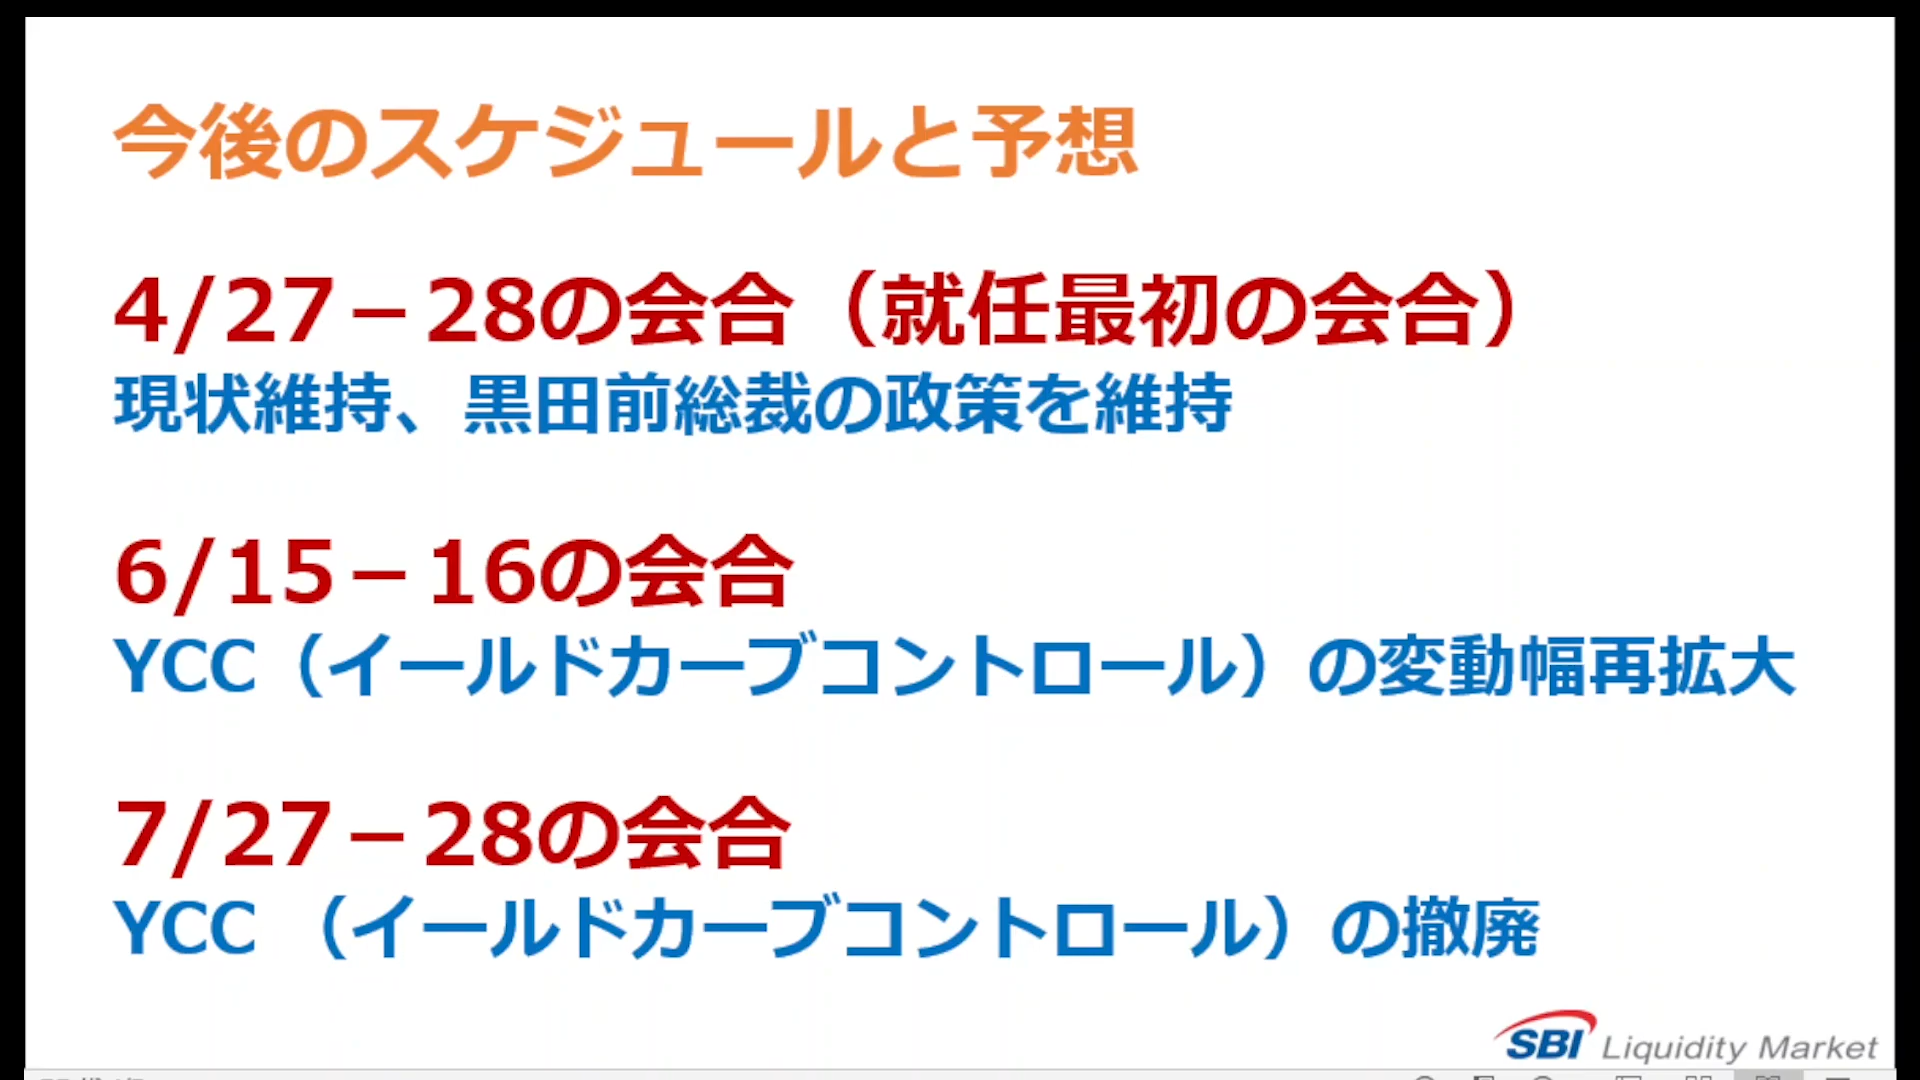 今後のスケジュールと予想
4/27－28の会合（就任最初の会合）
現状維持、黒田前総裁の政策を維持
6/15－16の会合
YCC（イールドカーブコントロール）の変動幅再拡大
7/27－28の会合
YCC （イールドカーブコントロール）の撤廃
SBI Liquidity Market